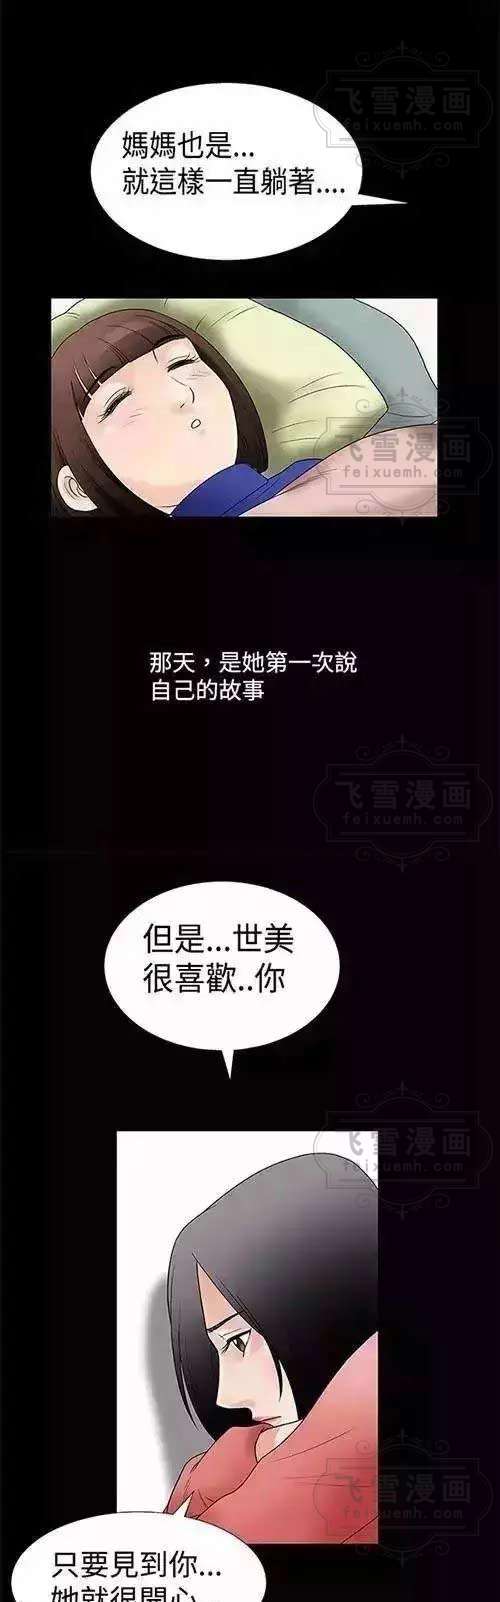 飞雪漫画
feixuemh.com
媽媽也是...
就這樣一直躺著....
飞雪漫画
feixuemh.com
那天，是她第一次說
自己的故事
飞雪漫画
feixuemh.com
但是...世美
很喜歡..你
飞雪漫画
feixuemh.com
飞雪漫画
feixuemh.com
只要見到你...
她就很開心...